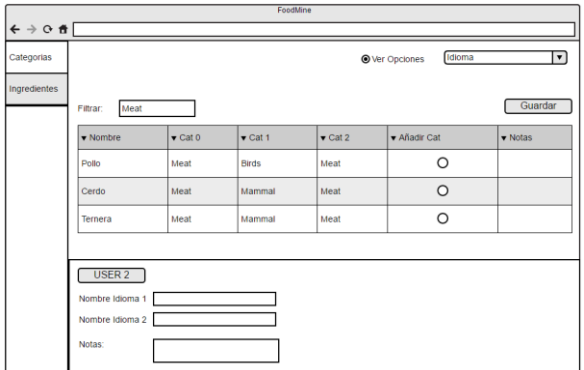 FoodMine
Categorias
Ver Opciones
Idioma
Ingredientes
Filtrar:
Meat
Guardar
Nombre Cat 0 Cat 1 Cat 2 Añadir Cat Notas
Pollo Meat Birds Meat
Cerdo Meat Mammal Meat
Ternera Meat Mammal Meat
USER 2
Nombre Idioma 1
Nombre Idioma 2
Notas: